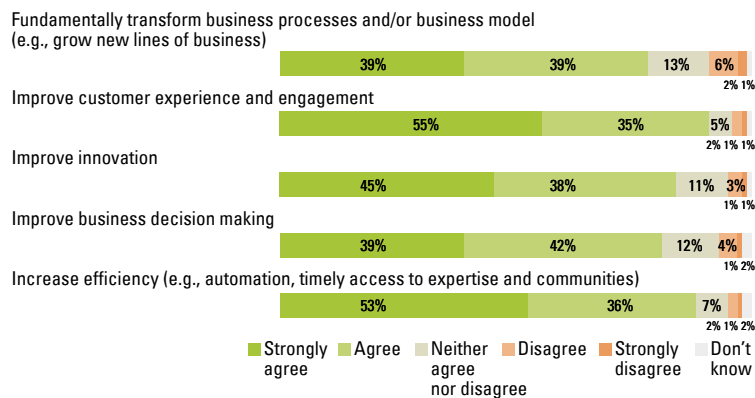 Fundamentally transform business processes and/or business model
(e.g., grow new lines of business)
39% 39% 13% 6%
2% 1%
Improve customer experience and engagement
55% 35% 5%
2% 1% 1%
Improve innovation
45% 38% 11% 3%
1% 1%
Improve business decision making
39% 42% 12% 4%
1% 2%
Increase efficiency (e.g., automation, timely access to expertise and communities)
53% 36% 7%
2% 1% 2%
Strongly agree
Agree
Neither agree nor disagree
Disagree
Strongly disagree
Don't know